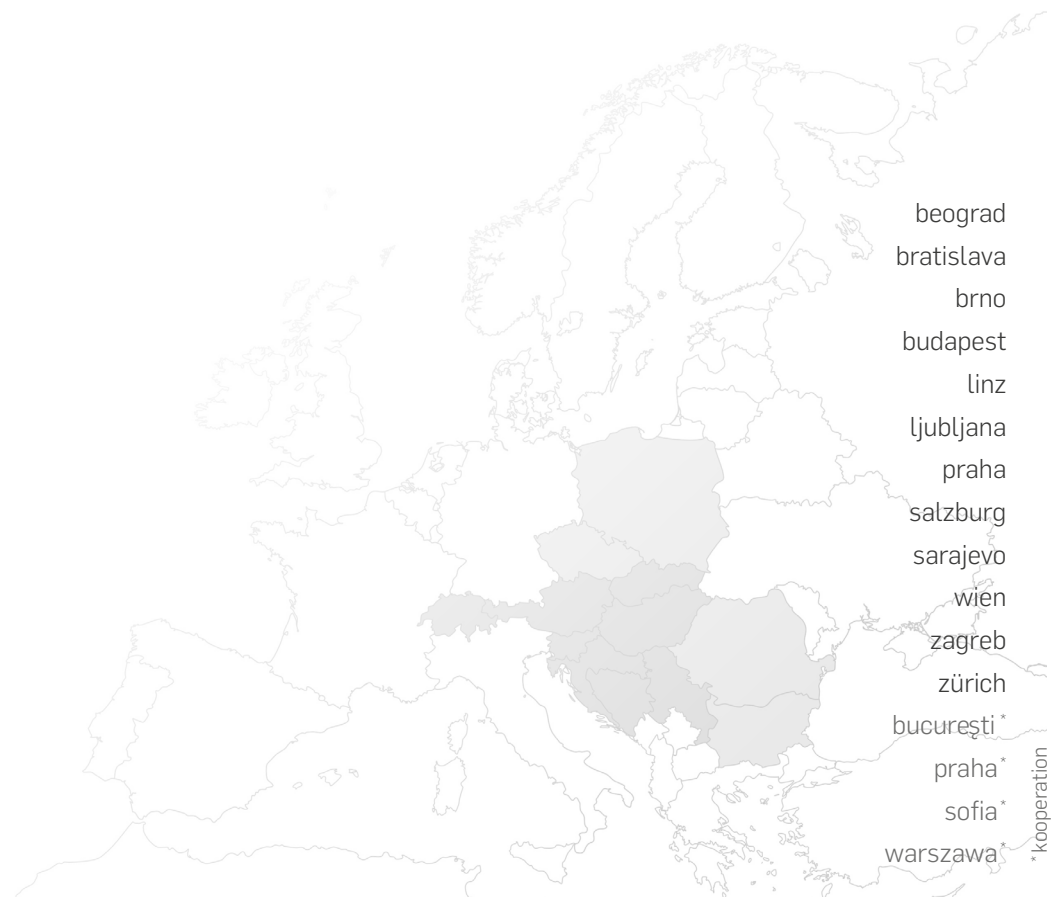 beograd
bratislava
brno
budapest
linz
ljubljana
praha
salzburg
sarajevo
wien
zagreb
zürich
bucureşti*
praha*
sofia*
warszawa*
* kooperation